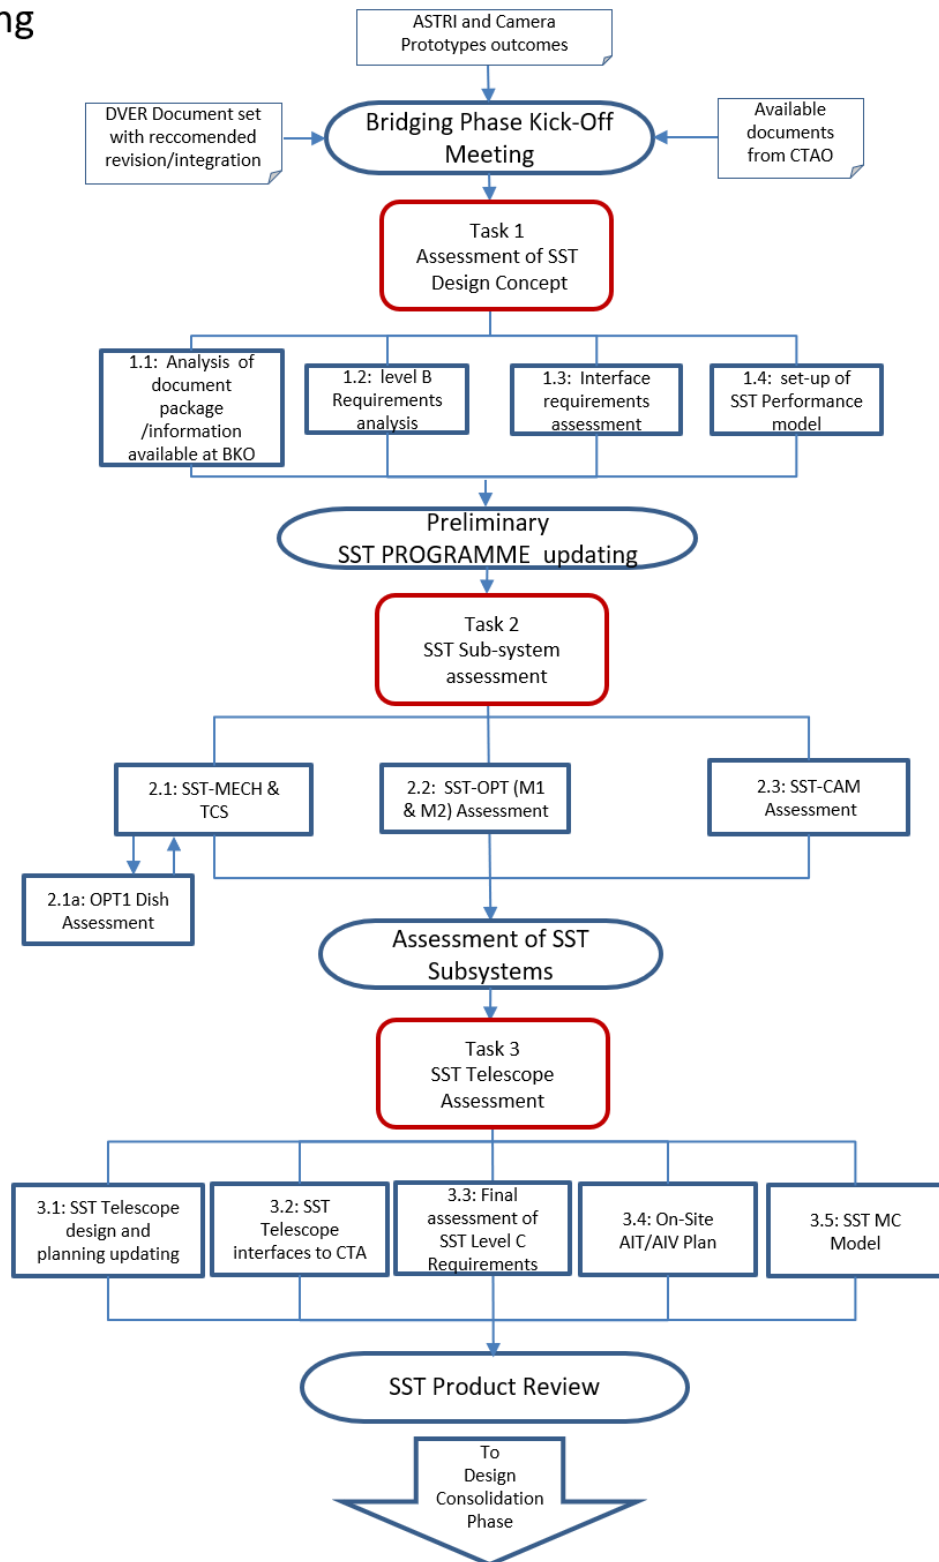 ng
ASTRI and Camera
Prototypes outcomes
DVER Document set
with reccomended
revision/integration
Bridging Phase Kick-Off
Meeting
Available
documents
from CTAO
Task 1
Assessment of SST
Design Concept
1.1: Analysis of
document
package
/information
available at BKO
1.2: level B
Requirements
analysis
1.3: Interface
requirements
assessment
1.4: set-up of
SST Performance
model
Preliminary
SST PROGRAMME updating
Task 2
SST Sub-system
assessment
2.1: SST-MECH &
TCS
2.2: SST-OPT (M1
& M2) Assessment
2.3: SST-CAM
Assessment
2.1a: OPT1 Dish
Assessment
Assessment of SST
Subsystems
Task 3
SST Telescope
Assessment
3.1: SST Telescope
design and
planning updating
3.2: SST
Telescope
interfaces to CTA
3.3: Final
assessment of
SST Level C
Requirements
3.4: On-Site
AIT/AIV Plan
3.5: SST MC
Model
SST Product Review
To
Design
Consolidation
Phase